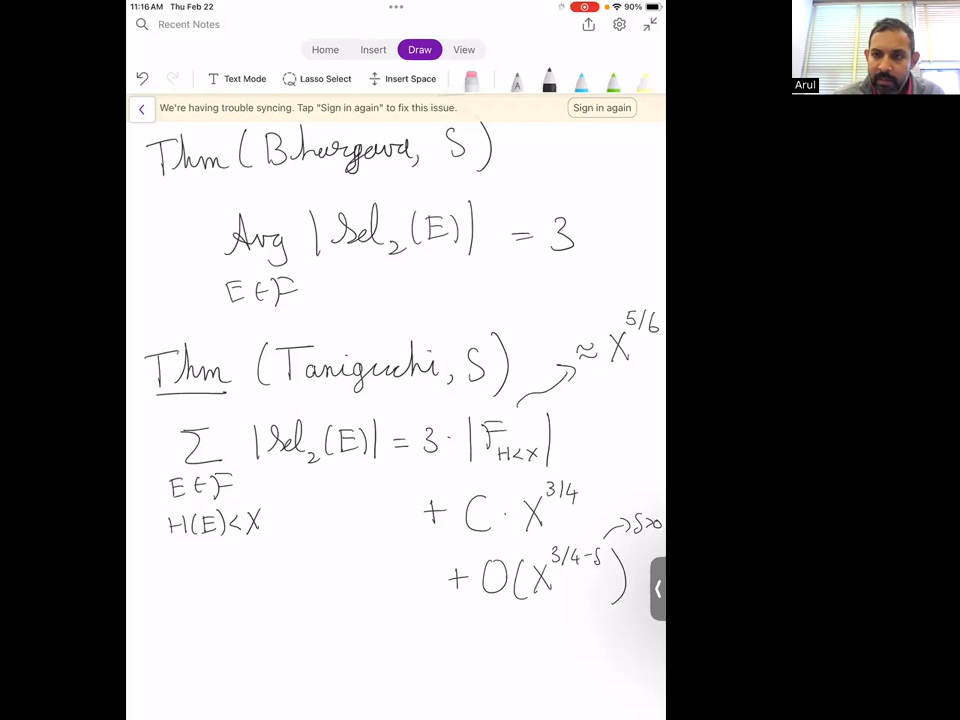 11:16 AM Thu Feb 22
90%
Recent Notes
Home Insert Draw View
Text Mode Lasso Select Insert Space
We're having trouble syncing. Tap "Sign in again" to fix this issue. Sign in again
Arul
Thm (Bhargava, S)
Avg |Sel₂(E)| = 3
E∈F
Thm (Taniguchi, S)
≈ X^{5/6}
∑ |Sel₂(E)| = 3 · |F_{H<X}|
E∈F
H(E)<X
+ C · X^{3/4}
+ O(X^{3/4-δ})
→ δ>0